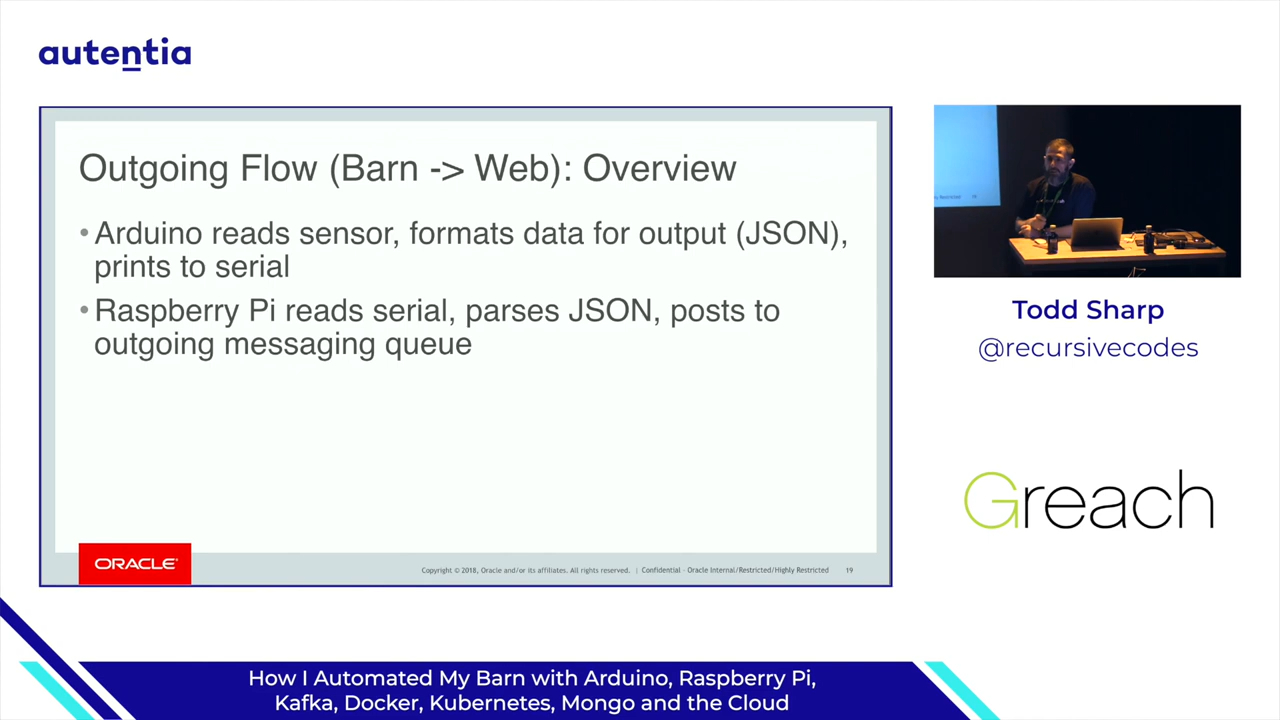 autentia
Outgoing Flow (Barn -> Web): Overview
•Arduino reads sensor, formats data for output (JSON),
prints to serial
•Raspberry Pi reads serial, parses JSON, posts to
outgoing messaging queue
ORACLE
Copyright © 2018, Oracle and/or its affiliates. All rights reserved. | Confidential - Oracle Internal/Restricted/Highly Restricted 19
Todd Sharp
@recursivecodes
Greach
How I Automated My Barn with Arduino, Raspberry Pi,
Kafka, Docker, Kubernetes, Mongo and the Cloud